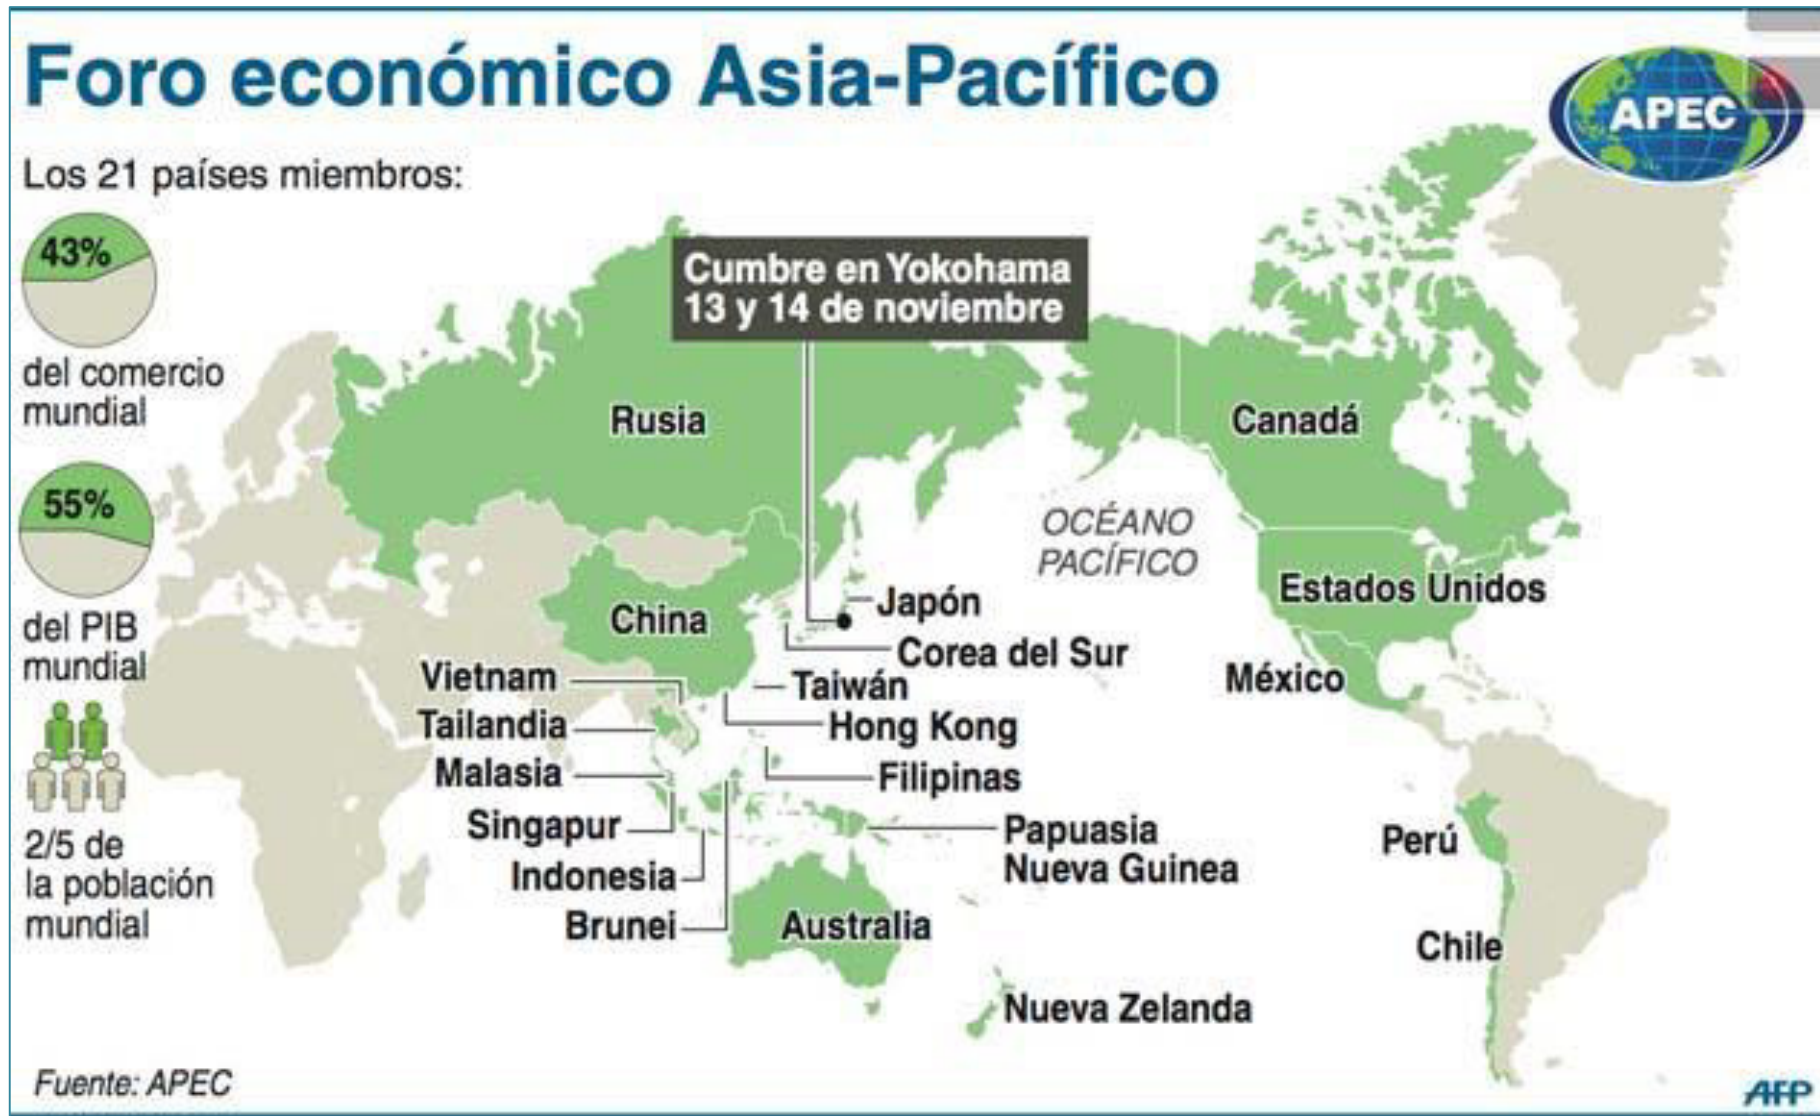 Foro económico Asia-Pacífico
APEC
Los 21 países miembros:
43%
del comercio
mundial
55%
del PIB
mundial
2/5 de
la población
mundial
Cumbre en Yokohama
13 y 14 de noviembre
Rusia
Canadá
OCÉANO
PACÍFICO
Estados Unidos
China
Japón
Corea del Sur
México
Vietnam
Taiwán
Tailandia
Hong Kong
Malasia
Filipinas
Singapur
Papuasia
Nueva Guinea
Perú
Indonesia
Brunei
Australia
Chile
Nueva Zelanda
Fuente: APEC
AFP